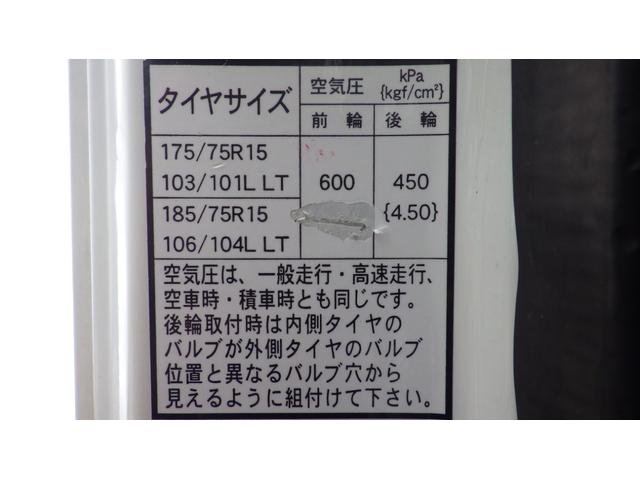 タイヤサイズ
空気圧 kPa {kgf/cm²}
前輪 後輪
175/75R15
103/101L LT 600 450
185/75R15 {4.50}
106/104L LT
空気圧は、一般走行・高速走行、
空車時・積車時とも同じです。
後輪取付時は内側タイヤの
バルブが外側タイヤのバルブ
位置と異なるバルブ穴から
見えるように組付けて下さい。